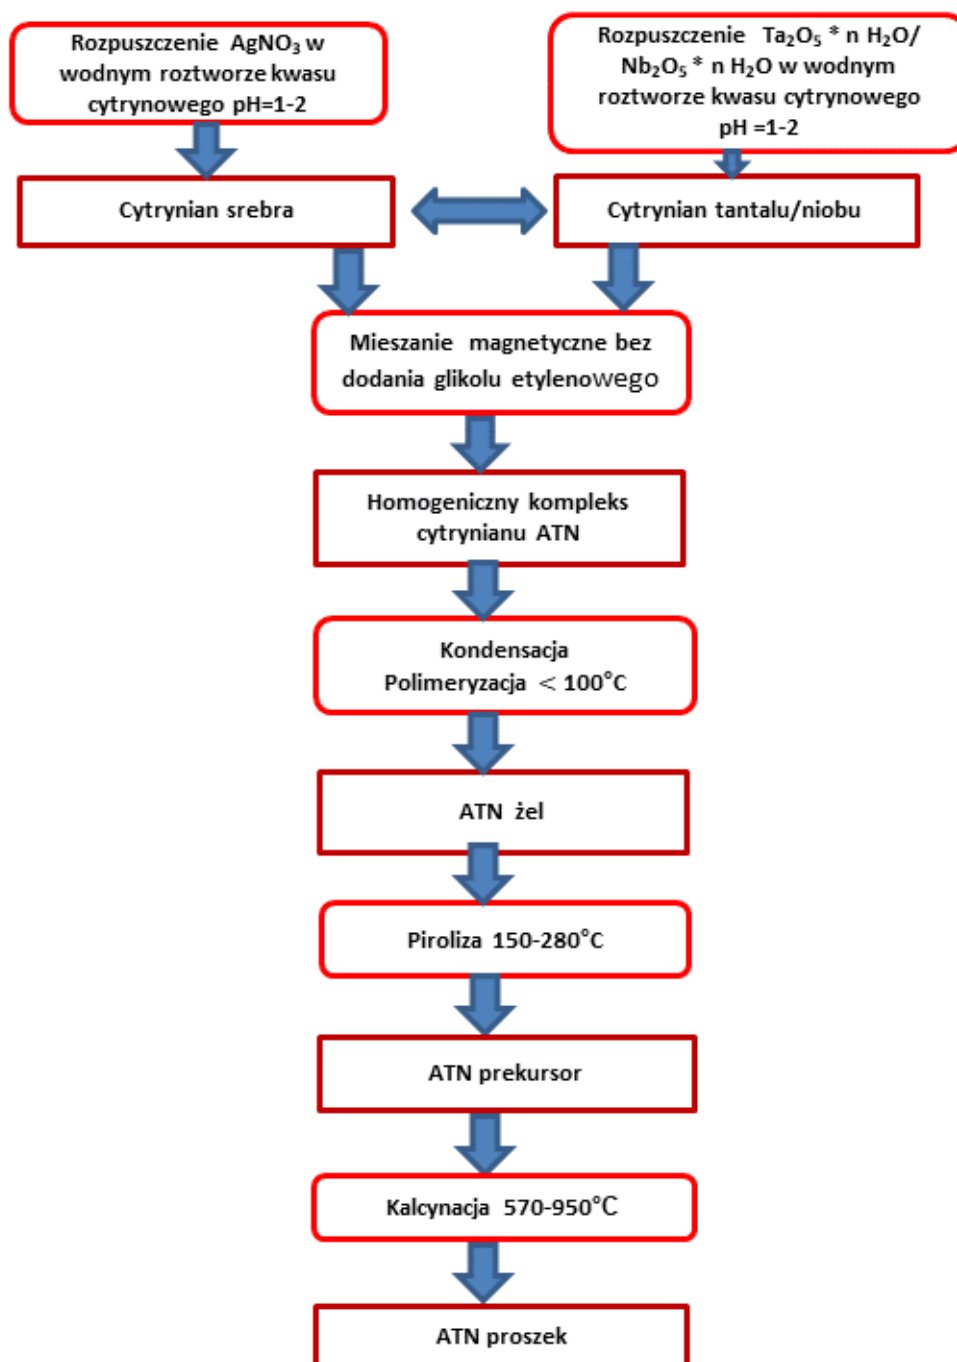 Rozpuszczenie AgNO₃ w
wodnym roztworze kwasu
cytrynowego pH=1-2
Rozpuszczenie Ta₂O₅ * n H₂O/
Nb₂O₅ * n H₂O w wodnym
roztworze kwasu cytrynowego
pH =1-2
Cytrynian srebra
Cytrynian tantalu/niobu
Mieszanie magnetyczne bez
dodania glikolu etylenowego
Homogeniczny kompleks
cytrynianu ATN
Kondensacja
Polimeryzacja < 100°C
ATN żel
Piroliza 150-280°C
ATN prekursor
Kalcynacja 570-950°C
ATN proszek